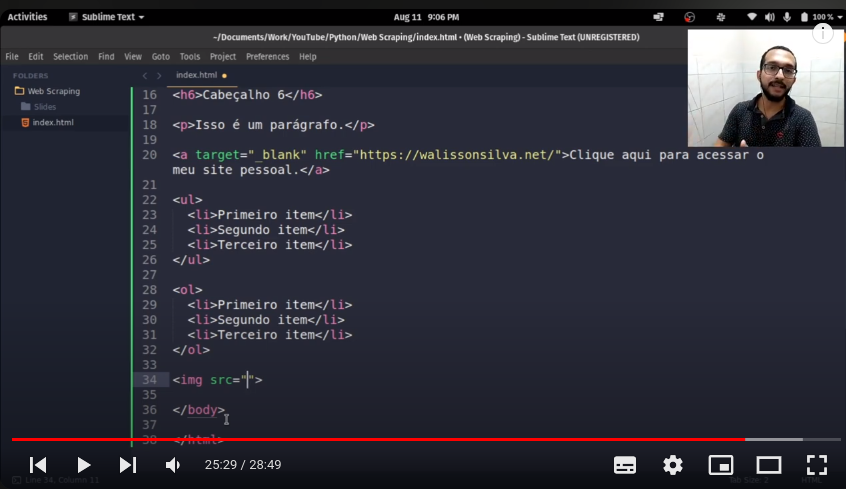 Activities Sublime Text Aug 11 9:06 PM 100 %
~/Documents/Work/YouTube/Python/Web Scraping/index.html • (Web Scraping) - Sublime Text (UNREGISTERED)
File Edit Selection Find View Goto Tools Project Preferences Help
FOLDERS
Web Scraping
Slides
index.html
index.html
16 <h6>Cabeçalho 6</h6>
17
18 <p>Isso é um parágrafo.</p>
19
20 <a target="_blank" href="https://walissonsilva.net/">Clique aqui para acessar o
meu site pessoal.</a>
21
22 <ul>
23 <li>Primeiro item</li>
24 <li>Segundo item</li>
25 <li>Terceiro item</li>
26 </ul>
27
28 <ol>
29 <li>Primeiro item</li>
30 <li>Segundo item</li>
31 <li>Terceiro item</li>
32 </ol>
33
34 <img src="">
35
36 </body>
37
38 </html>
25:29 / 28:49
Line 34, Column 11 Tab Size: 2 HTML